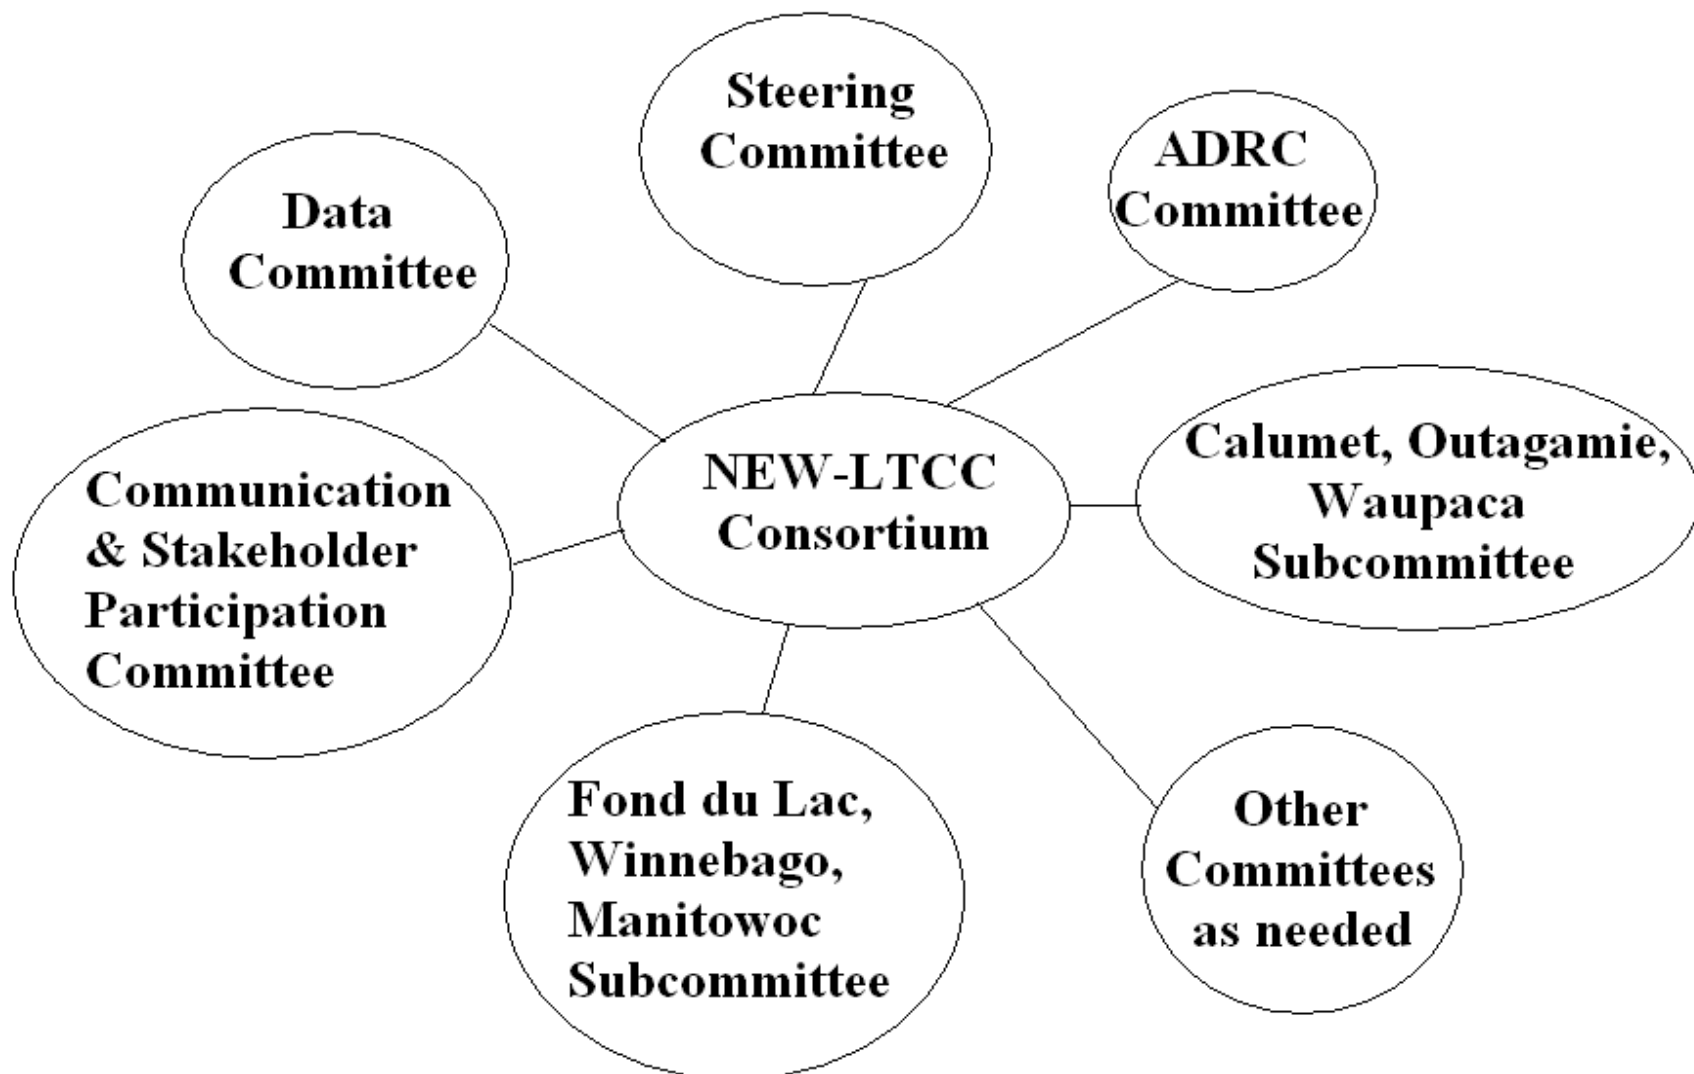 Steering
Committee
ADRC
Committee
Data
Committee
NEW-LTCC
Consortium
Calumet, Outagamie,
Waupaca
Subcommittee
Communication
& Stakeholder
Participation
Committee
Fond du Lac,
Winnebago,
Manitowoc
Subcommittee
Other
Committees
as needed